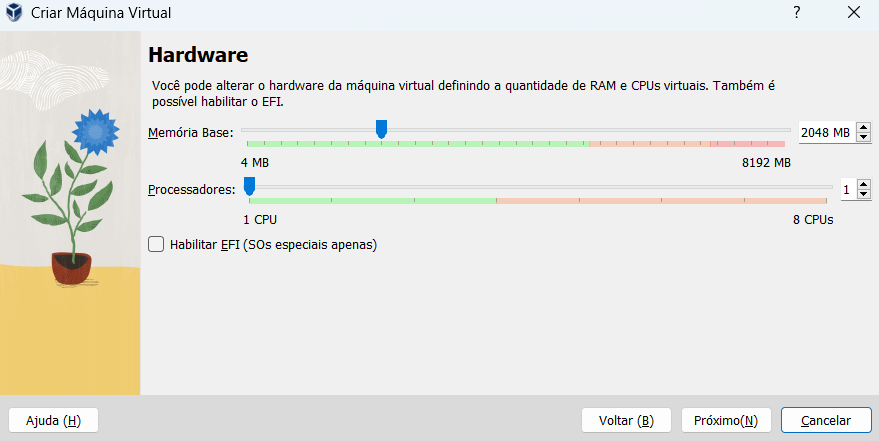 Criar Máquina Virtual
?
Hardware
Você pode alterar o hardware da máquina virtual definindo a quantidade de RAM e CPUs virtuais. Também é
possível habilitar o EFI.
Memória Base:
2048 MB
4 MB
8192 MB
Processadores:
1
1 CPU
8 CPUs
Habilitar EFI (SOs especiais apenas)
Ajuda (H)
Voltar (B)
Próximo(N)
Cancelar